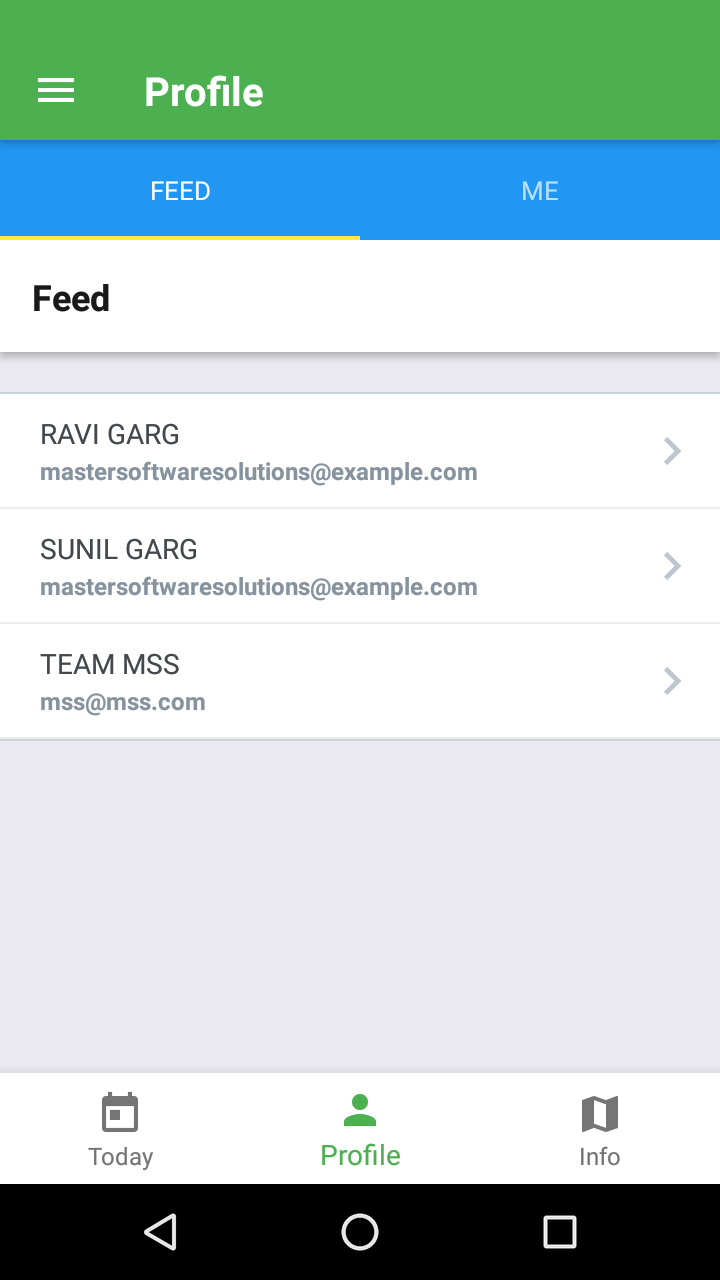 Profile
FEED
ME
Feed
RAVI GARG
mastersoftwaresolutions@example.com
SUNIL GARG
mastersoftwaresolutions@example.com
TEAM MSS
mss@mss.com
Today
Profile
Info